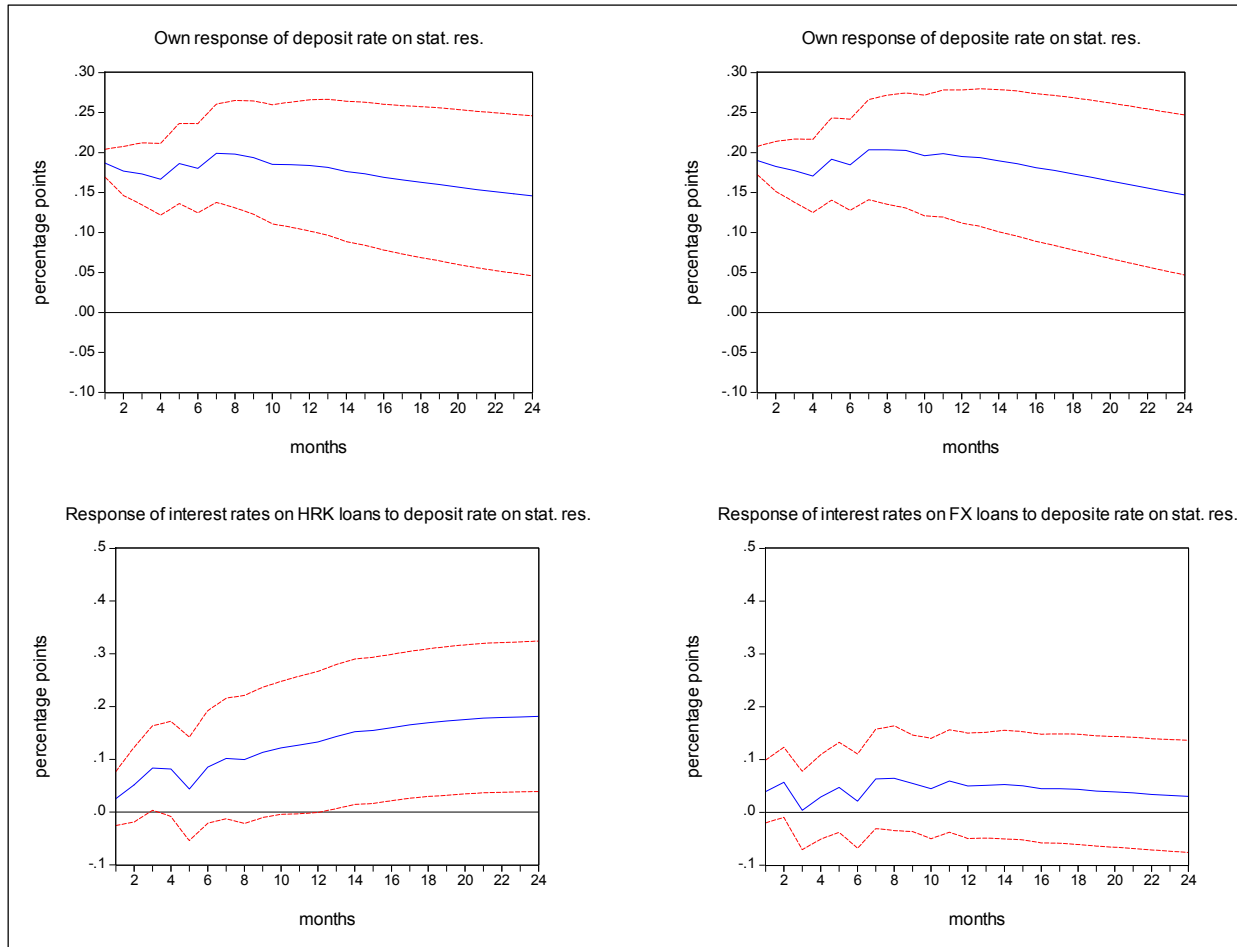 Own response of deposit rate on stat. res.
.30
.25
.20
.15
.10
.05
.00
-.05
-.10
2 4 6 8 10 12 14 16 18 20 22 24
percentage points
months
Own response of deposite rate on stat. res.
.30
.25
.20
.15
.10
.05
.00
-.05
-.10
2 4 6 8 10 12 14 16 18 20 22 24
percentage points
months
Response of interest rates on HRK loans to deposit rate on stat. res.
.5
.4
.3
.2
.1
.0
-.1
2 4 6 8 10 12 14 16 18 20 22 24
percentage points
months
Response of interest rates on FX loans to deposite rate on stat. res.
.5
.4
.3
.2
.1
.0
-.1
2 4 6 8 10 12 14 16 18 20 22 24
percentage points
months